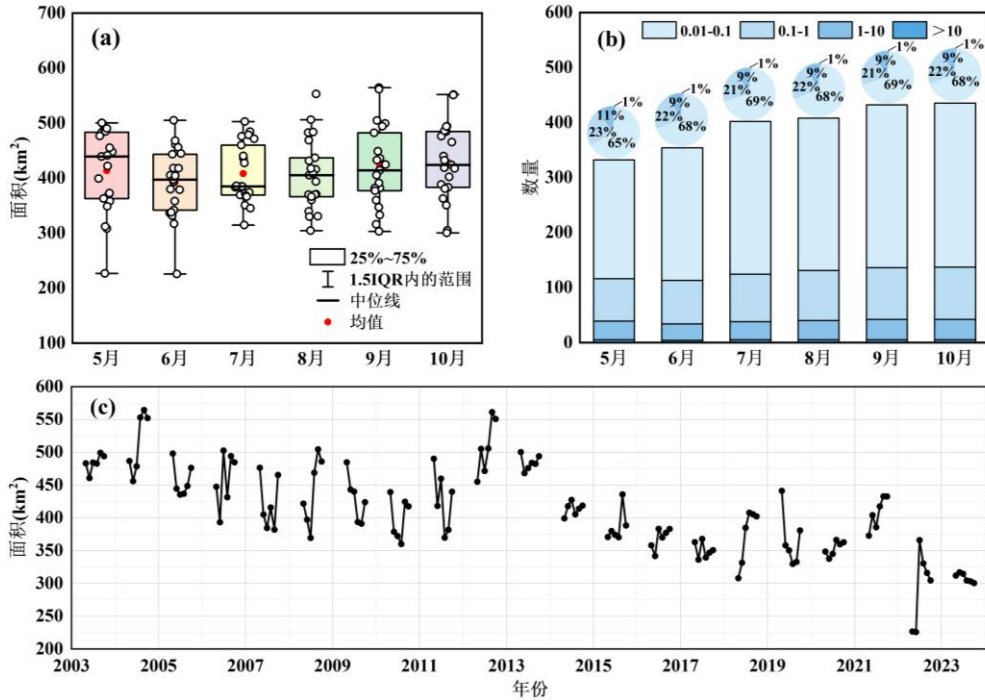 (a)
面积(km²)
700
600
500
400
300
200
100
5月 6月 7月 8月 9月 10月
25%~75%
1.5IQR内的范围
中位线
均值
(b)
数量
600
500
400
300
200
100
0
0.01-0.1 0.1-1 1-10 >10
11% 1% 23% 65%
9% 1% 22% 68%
9% 1% 21% 69%
9% 1% 22% 68%
9% 1% 21% 69%
9% 1% 22% 68%
5月 6月 7月 8月 9月 10月
(c)
面积(km²)
600
550
500
450
400
350
300
250
200
2003 2005 2007 2009 2011 2013 2015 2017 2019 2021 2023
年份